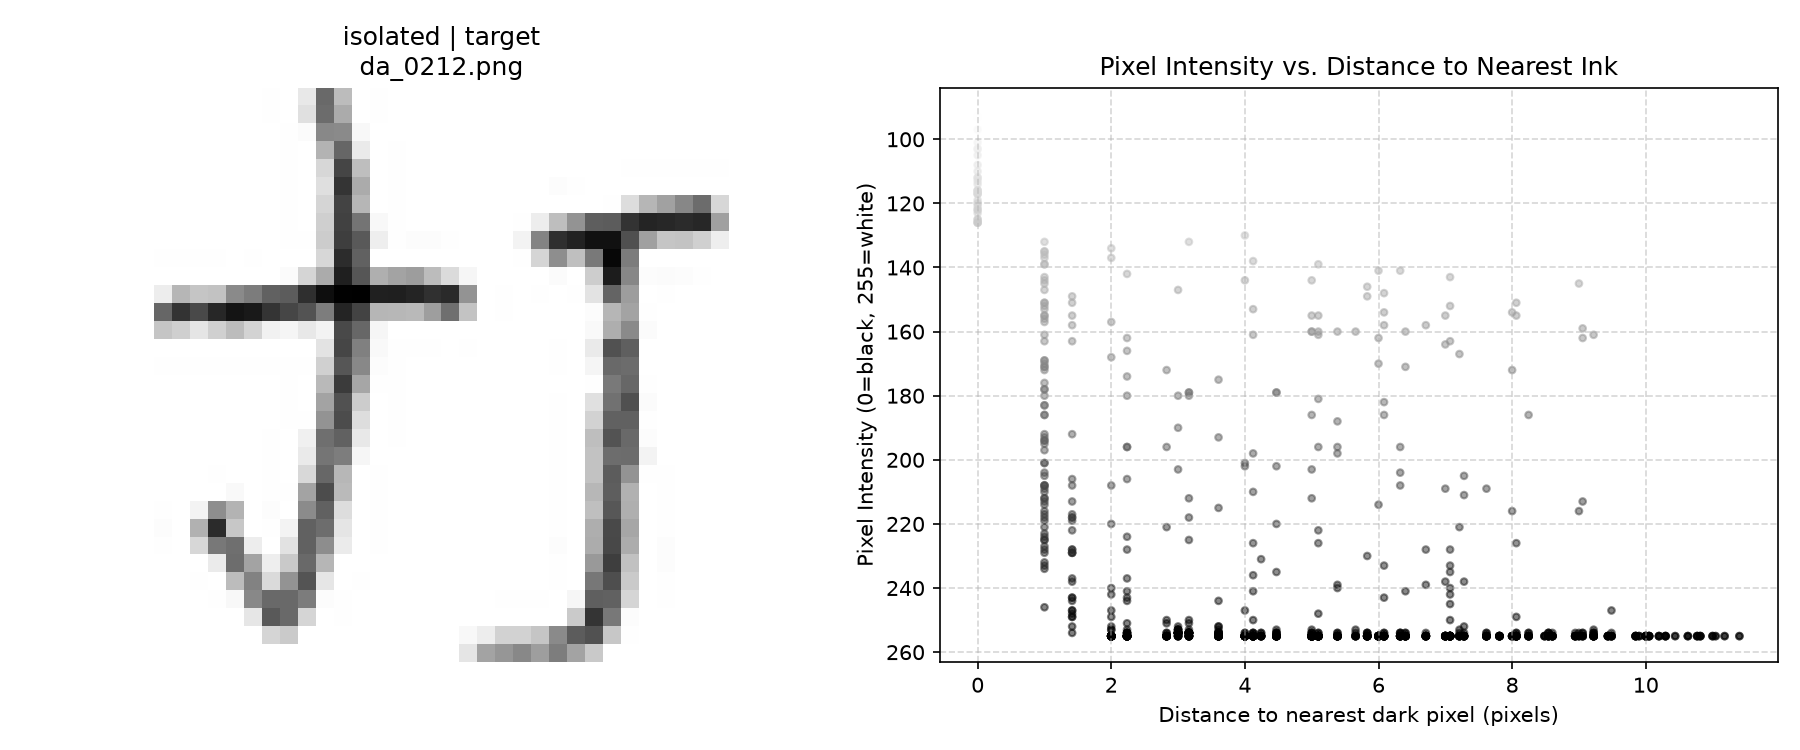 isolated | target
da_0212.png
打
Pixel Intensity vs. Distance to Nearest Ink
Pixel Intensity (0=black, 255=white)
100
120
140
160
180
200
220
240
260
0 2 4 6 8 10
Distance to nearest dark pixel (pixels)